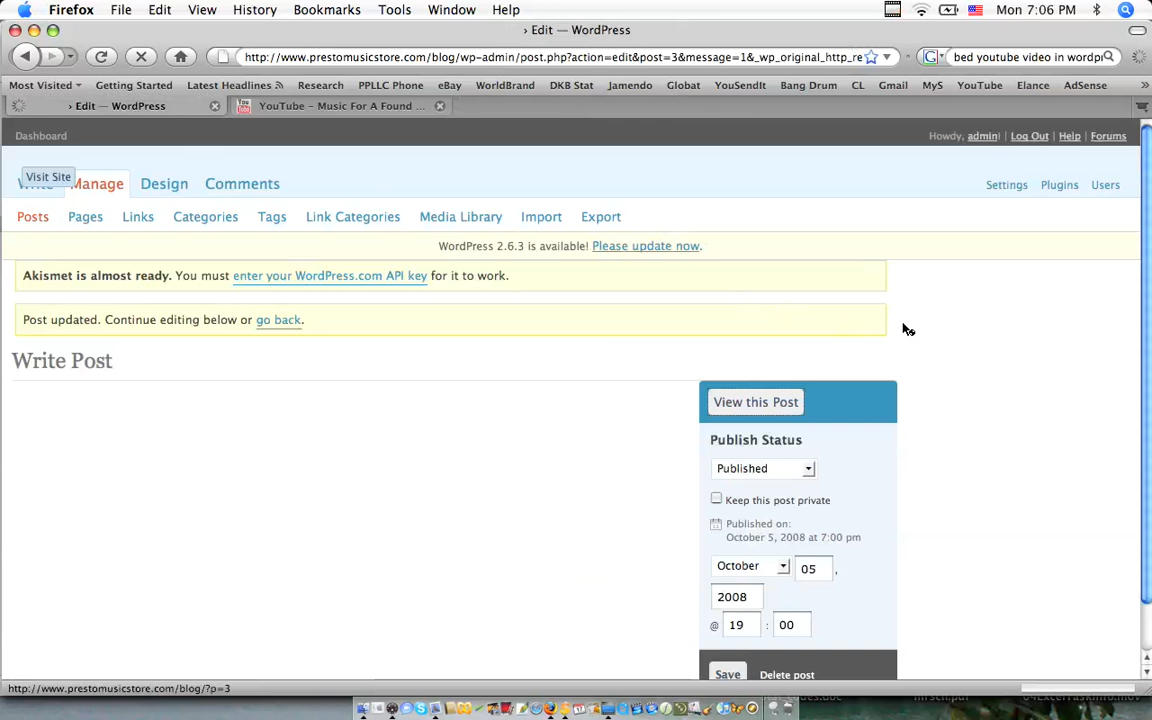 Firefox File Edit View History Bookmarks Tools Window Help Mon 7:06 PM
› Edit — WordPress
http://www.prestomusicstore.com/blog/wp-admin/post.php?action=edit&post=3&message=1&_wp_original_http_re bed youtube video in wordpr
Most Visited Getting Started Latest Headlines Research PPLLC Phone eBay WorldBrand DKB Stat Jamendo Globat YouSendIt Bang Drum CL Gmail MyS YouTube Elance AdSense »
› Edit — WordPress YouTube – Music For A Found ...
Dashboard Howdy, admin! | Log Out | Help | Forums
Visit Site
Write Manage Design Comments Settings Plugins Users
Posts Pages Links Categories Tags Link Categories Media Library Import Export
WordPress 2.6.3 is available! Please update now.
Akismet is almost ready. You must enter your WordPress.com API key for it to work.
Post updated. Continue editing below or go back.
Write Post
View this Post
Publish Status
Published
Keep this post private
Published on:
October 5, 2008 at 7:00 pm
October 05 ,
2008
@ 19 : 00
Save Delete post
http://www.prestomusicstore.com/blog/?p=3